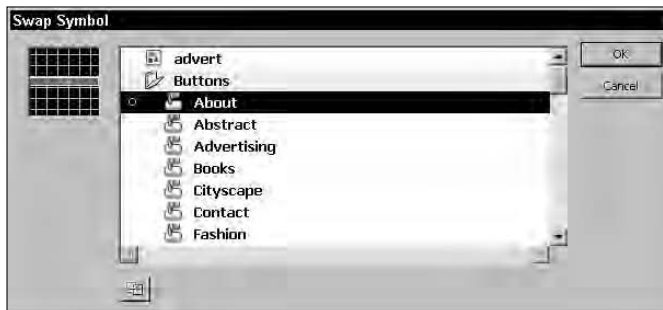 Swap Symbol
advert
Buttons
About
Abstract
Advertising
Books
Cityscape
Contact
Fashion
OK
Cancel